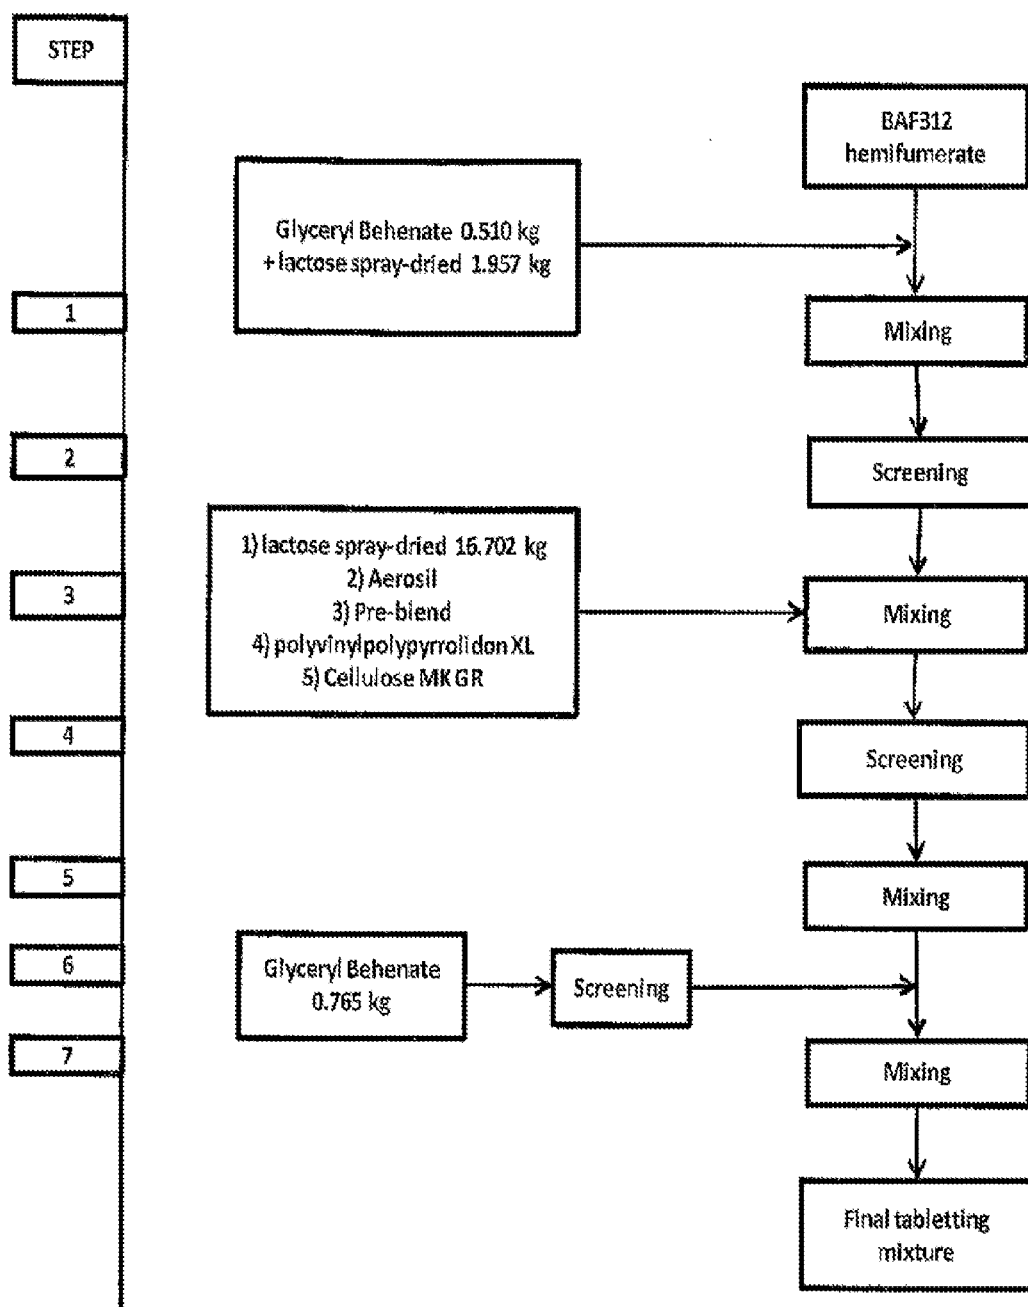 STEP
BAF312
hemifumerate
Glyceryl Behenate 0.510 kg
+ lactose spray-dried 1.957 kg
1
Mixing
2
Screening
1) lactose spray-dried 16.702 kg
2) Aerosil
3) Pre-blend
4) polyvinylpolypyrrolidon XL
5) Cellulose MK GR
3
Mixing
4
Screening
5
Mixing
6
Glyceryl Behenate
0.765 kg
Screening
7
Mixing
Final tabletting
mixture